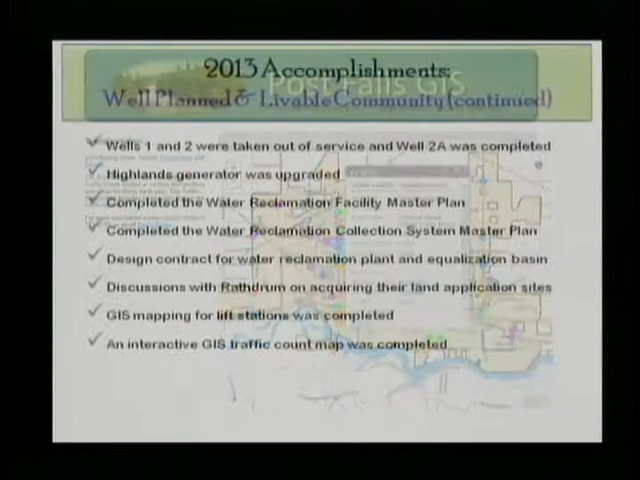 2013 Accomplishments:
Post Falls GIS
Well Planned & Livable Community (continued)
Wells 1 and 2 were taken out of service and Well 2A was completed
Highlands generator was upgraded
Completed the Water Reclamation Facility Master Plan
Completed the Water Reclamation Collection System Master Plan
Design contract for water reclamation plant and equalization basin
Discussions with Rathdrum on acquiring their land application sites
GIS mapping for lift stations was completed
An interactive GIS traffic count map was completed